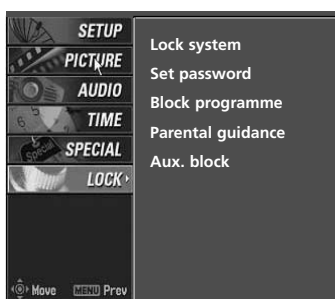 SETUP
PICTURE
AUDIO
TIME
SPECIAL
LOCK
Move MENU Prev
Lock system
Set password
Block programme
Parental guidance
Aux. block